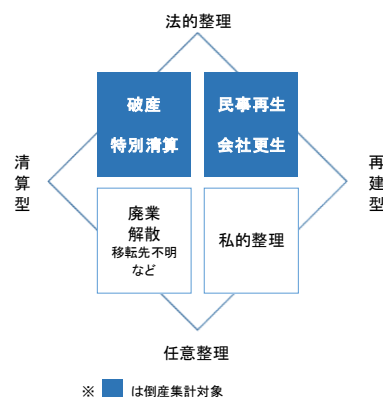 法的整理
破産
特別清算
民事再生
会社更生
清算型
再建型
廃業
解散
移転先不明
など
私的整理
任意整理
※ は倒産集計対象